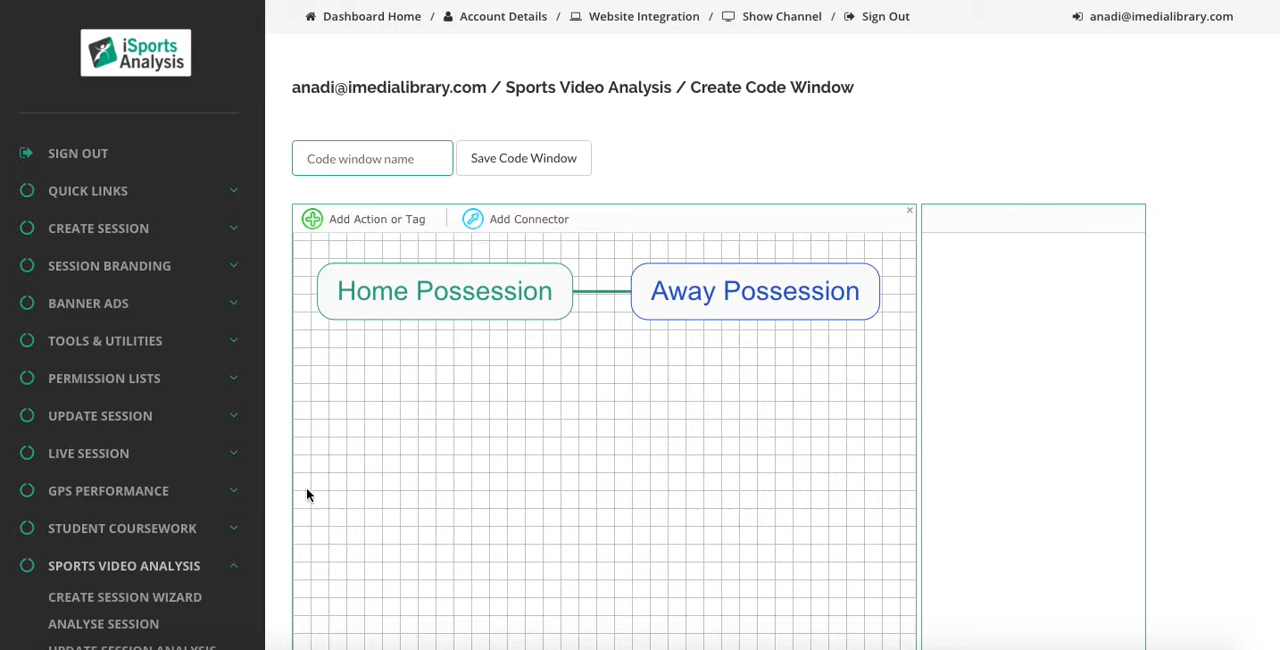 Dashboard Home / Account Details / Website Integration / Show Channel / Sign Out
anadi@imedialibrary.com
iSports
Analysis
SIGN OUT
QUICK LINKS
CREATE SESSION
SESSION BRANDING
BANNER ADS
TOOLS & UTILITIES
PERMISSION LISTS
UPDATE SESSION
LIVE SESSION
GPS PERFORMANCE
STUDENT COURSEWORK
SPORTS VIDEO ANALYSIS
CREATE SESSION WIZARD
ANALYSE SESSION
UPDATE SESSION ANALYSIS
anadi@imedialibrary.com / Sports Video Analysis / Create Code Window
Code window name
Save Code Window
Add Action or Tag
Add Connector
Home Possession
Away Possession